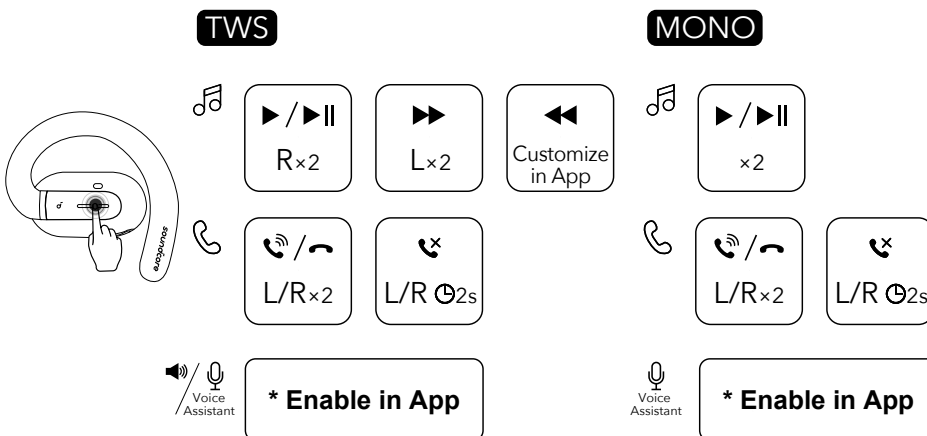 TWS
MONO
R×2
L×2
Customize
in App
×2
soundcore
L/R×2
L/R 2s
L/R×2
L/R 2s
Voice
Assistant
* Enable in App
Voice
Assistant
* Enable in App